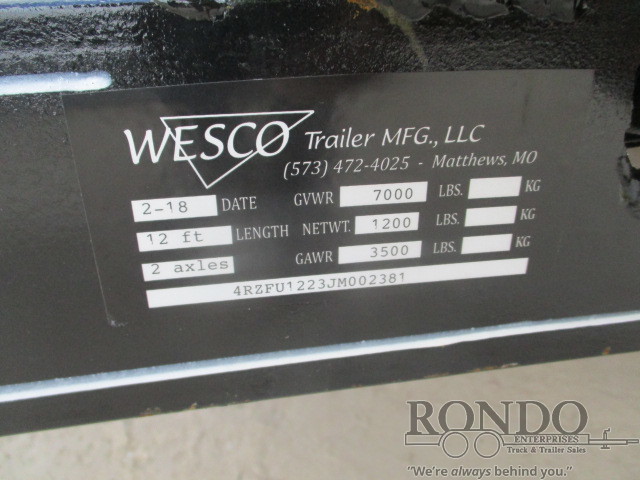 WESCO Trailer MFG., LLC
(573) 472-4025 - Matthews, MO
2-18 DATE GVWR 7000 LBS. KG
12 ft LENGTH NETWT. 1200 LBS. KG
2 axles GAWR 3500 LBS. KG
4RZFU1223JM002381
RONDO
ENTERPRISES
Truck & Trailer Sales
"We're always behind you."